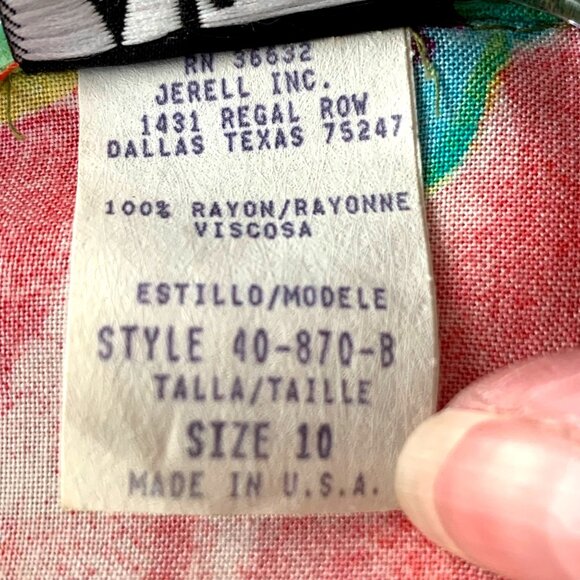 RN 36632
JERELL INC.
1431 REGAL ROW
DALLAS TEXAS 75247
100% RAYON/RAYONNE
VISCOSA
ESTILLO/MODELE
STYLE 40-870-B
TALLA/TAILLE
SIZE 10
MADE IN U.S.A.